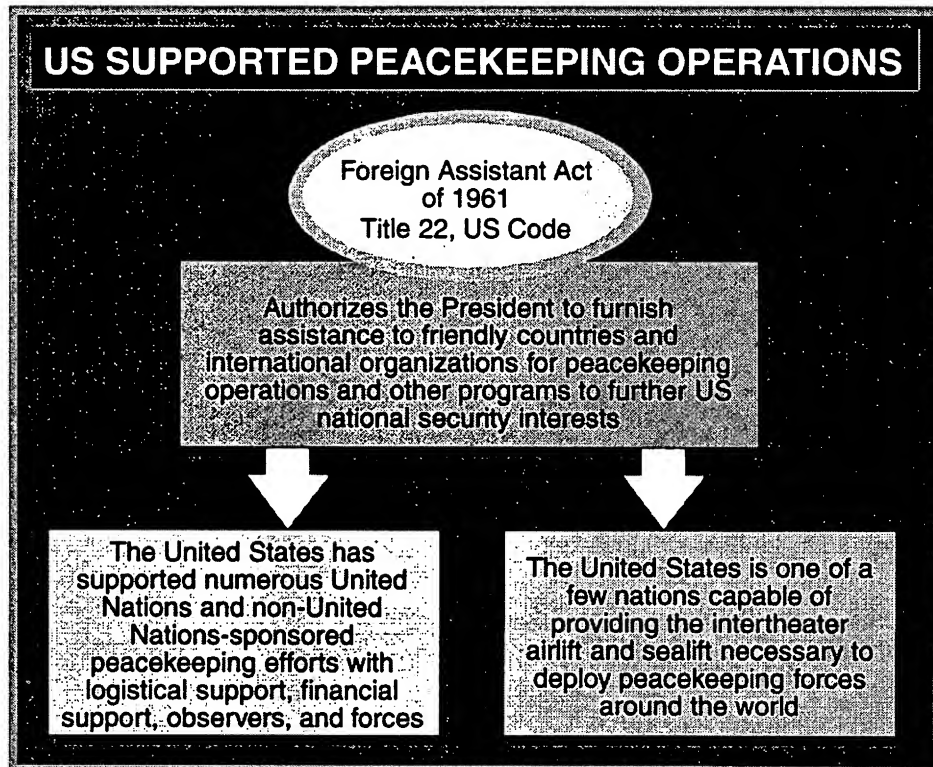 US SUPPORTED PEACEKEEPING OPERATIONS
Foreign Assistant Act
of 1961
Title 22, US Code
Authorizes the President to furnish
assistance to friendly countries and
international organizations for peacekeeping
operations and other programs to further US
national security interests
The United States has
supported numerous United
Nations and non-United
Nations-sponsored
peacekeeping efforts with
logistical support, financial
support, observers, and forces
The United States is one of a
few nations capable of
providing the intertheater
airlift and sealift necessary to
deploy peacekeeping forces
around the world